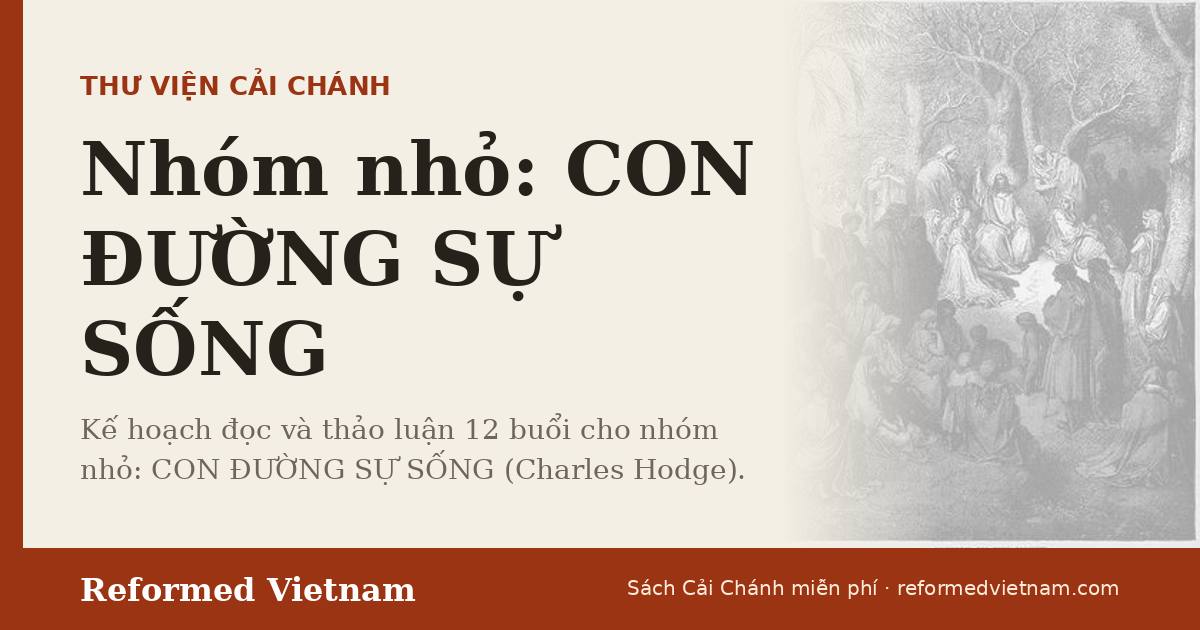 THƯ VIỆN CẢI CHÁNH
Nhóm nhỏ: CON
ĐƯỜNG SỰ
SỐNG
Kế hoạch đọc và thảo luận 12 buổi cho nhóm
nhỏ: CON ĐƯỜNG SỰ SỐNG (Charles Hodge).
Reformed Vietnam
Sách Cải Chánh miễn phí · reformedvietnam.com